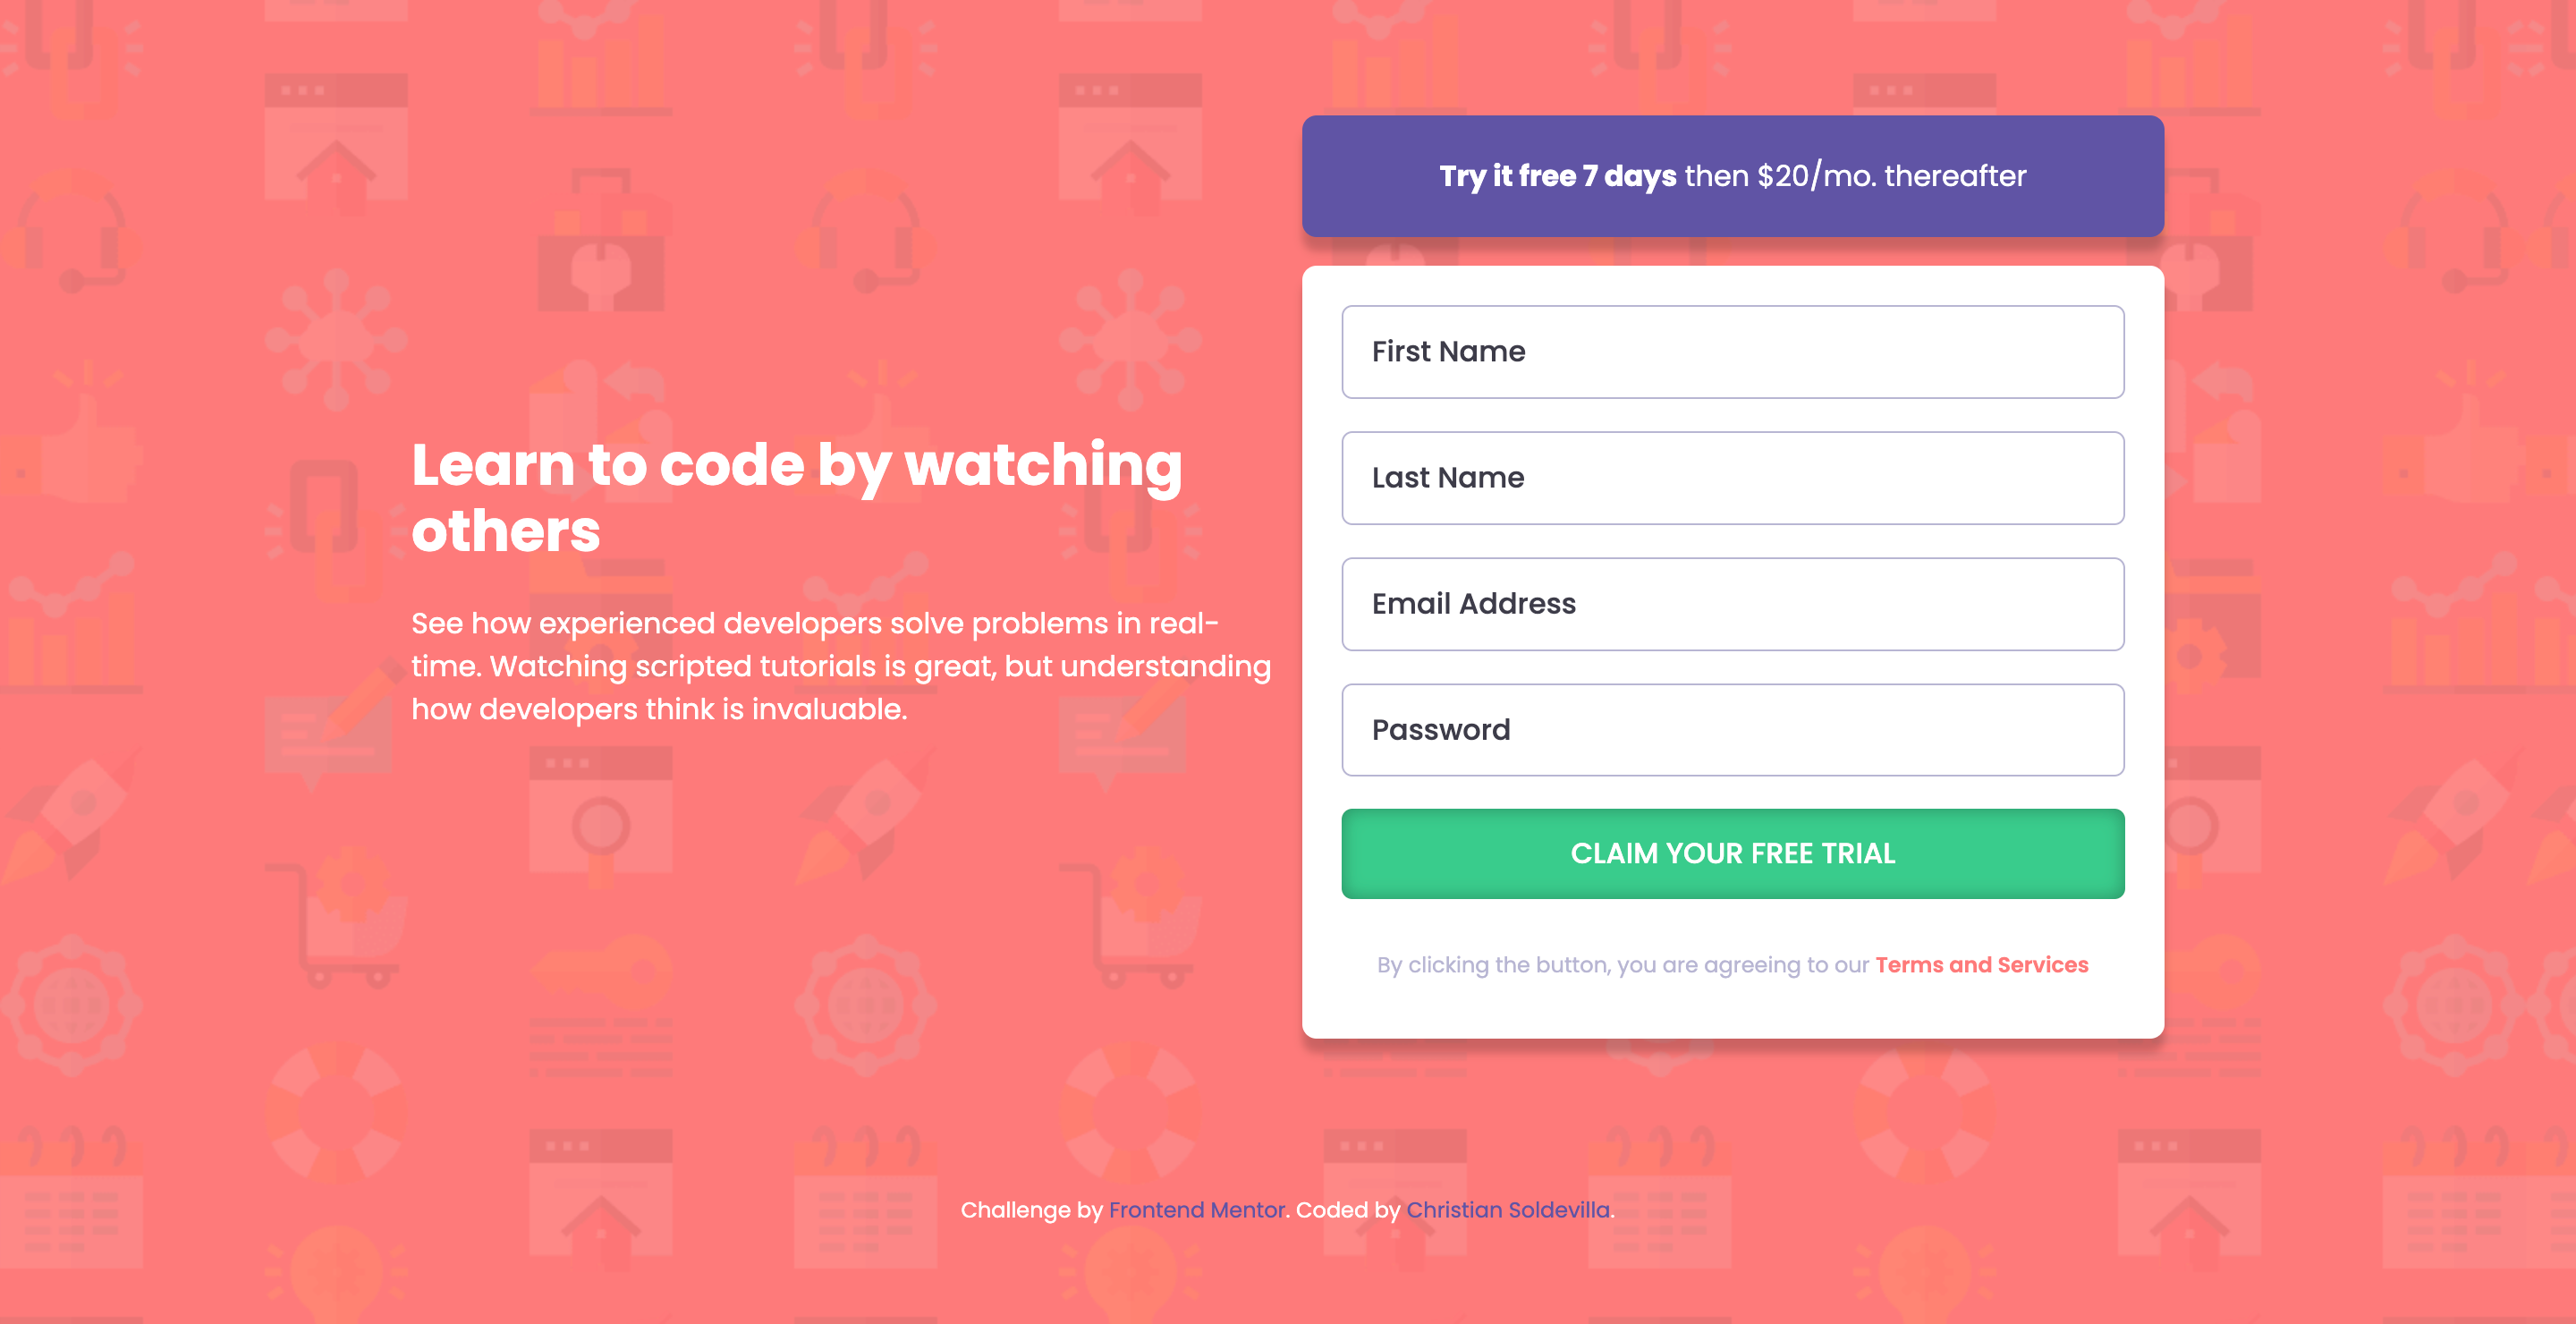 Learn to code by watching
others
See how experienced developers solve problems in real-
time. Watching scripted tutorials is great, but understanding
how developers think is invaluable.
Try it free 7 days then $20/mo. thereafter
First Name
Last Name
Email Address
Password
CLAIM YOUR FREE TRIAL
By clicking the button, you are agreeing to our Terms and Services
Challenge by Frontend Mentor. Coded by Christian Soldevilla.